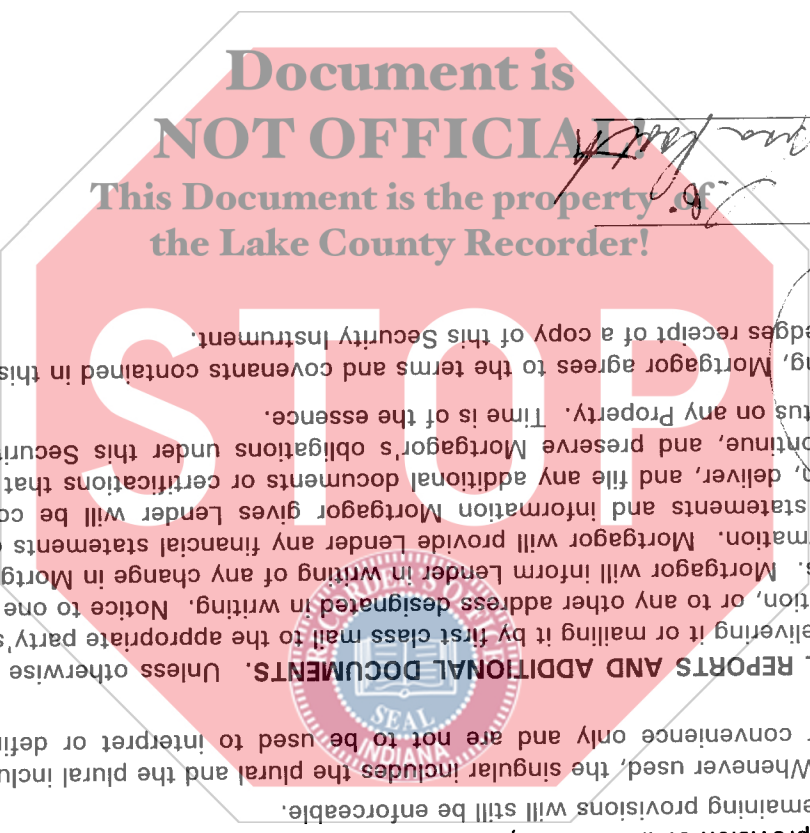 Document is
NOT OFFICIAL!
This Document is the property of
the Lake County Recorder!
STOP
RECORDER'S OFFICE
SEAL
INDIANA
emaining provisions will still be enforceable.
Whenever used, the singular includes the plural and the plural inclu
r convenience only and are not to be used to interpret or defin
L REPORTS AND ADDITIONAL DOCUMENTS. Unless otherwise
elivering it or mailing it by first class mail to the appropriate party's
tion, or to any other address designated in writing. Notice to one
s. Mortgagor will inform Lender in writing of any change in Mortg
mation. Mortgagor will provide Lender any financial statements
statements and information Mortgagor gives Lender will be co
, deliver, and file any additional documents or certifications that
ontinue, and preserve Mortgagor's obligations under this Securi
tus on any Property. Time is of the essence.
ng, Mortgagor agrees to the terms and covenants contained in this
edges receipt of a copy of this Security Instrument.